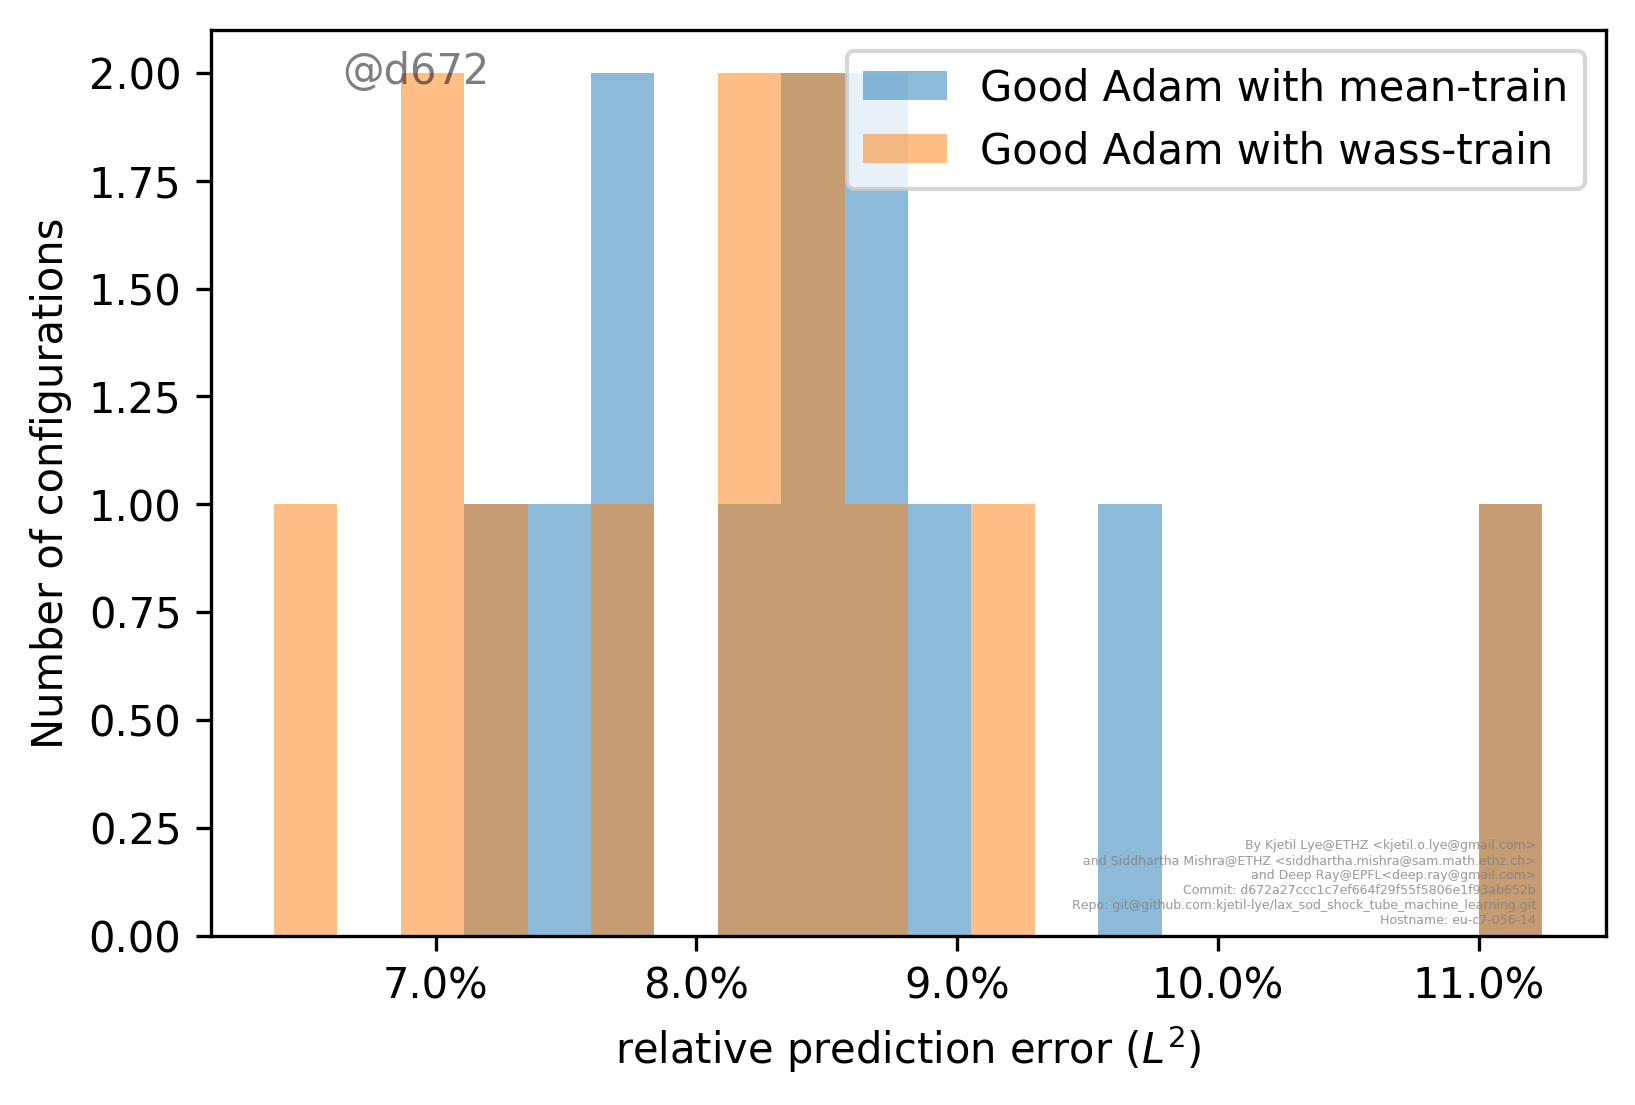 @d672
Good Adam with mean-train
Good Adam with wass-train
2.00
1.75
1.50
1.25
1.00
0.75
0.50
0.25
0.00
Number of configurations
By Kjetil Lye@ETHZ <kjetil.o.lye@gmail.com>
and Siddhartha Mishra@ETHZ <siddhartha.mishra@sam.math.ethz.ch>
and Deep Ray@EPFL<deep.ray@gmail.com>
Commit: d672a27ccc1c7ef664f29f55f5806e1f93ab652b
Repo: git@github.com:kjetil-lye/lax_sod_shock_tube_machine_learning.git
Hostname: eu-c7-056-14
7.0% 8.0% 9.0% 10.0% 11.0%
relative prediction error (L²)